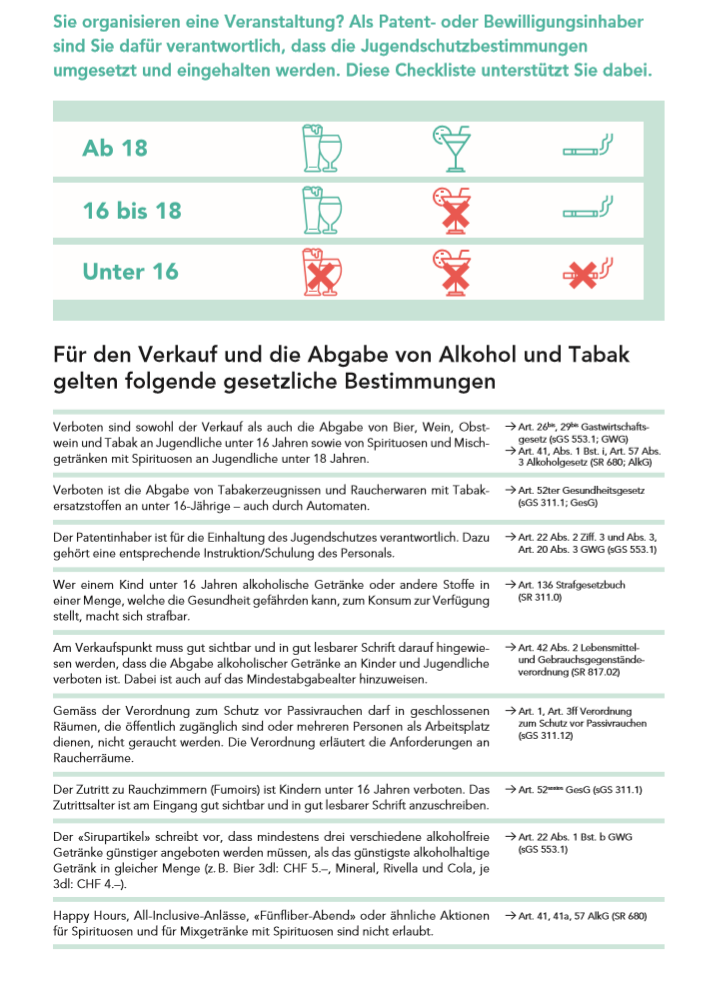 Sie organisieren eine Veranstaltung? Als Patent- oder Bewilligungsinhaber
sind Sie dafür verantwortlich, dass die Jugendschutzbestimmungen
umgesetzt und eingehalten werden. Diese Checkliste unterstützt Sie dabei.
Ab 18
16 bis 18
Unter 16
Für den Verkauf und die Abgabe von Alkohol und Tabak
gelten folgende gesetzliche Bestimmungen
Verboten sind sowohl der Verkauf als auch die Abgabe von Bier, Wein, Obst-
wein und Tabak an Jugendliche unter 16 Jahren sowie von Spirituosen und Misch-
getränken mit Spirituosen an Jugendliche unter 18 Jahren.
→ Art. 26bis, 29bis Gastwirtschafts-
gesetz (sGS 553.1; GWG)
→ Art. 41, Abs. 1 Bst. i, Art. 57 Abs.
3 Alkoholgesetz (SR 680; AlkG)
Verboten ist die Abgabe von Tabakerzeugnissen und Raucherwaren mit Tabak-
ersatzstoffen an unter 16-Jährige – auch durch Automaten.
→ Art. 52ter Gesundheitsgesetz
(sGS 311.1; GesG)
Der Patentinhaber ist für die Einhaltung des Jugendschutzes verantwortlich. Dazu
gehört eine entsprechende Instruktion/Schulung des Personals.
→ Art. 22 Abs. 2 Ziff. 3 und Abs. 3,
Art. 20 Abs. 3 GWG (sGS 553.1)
Wer einem Kind unter 16 Jahren alkoholische Getränke oder andere Stoffe in
einer Menge, welche die Gesundheit gefährden kann, zum Konsum zur Verfügung
stellt, macht sich strafbar.
→ Art. 136 Strafgesetzbuch
(SR 311.0)
Am Verkaufspunkt muss gut sichtbar und in gut lesbarer Schrift darauf hingewie-
sen werden, dass die Abgabe alkoholischer Getränke an Kinder und Jugendliche
verboten ist. Dabei ist auch auf das Mindestabgabealter hinzuweisen.
→ Art. 42 Abs. 2 Lebensmittel-
und Gebrauchsgegenstände-
verordnung (SR 817.02)
Gemäss der Verordnung zum Schutz vor Passivrauchen darf in geschlossenen
Räumen, die öffentlich zugänglich sind oder mehreren Personen als Arbeitsplatz
dienen, nicht geraucht werden. Die Verordnung erläutert die Anforderungen an
Raucherräume.
→ Art. 1, Art. 3ff Verordnung
zum Schutz vor Passivrauchen
(sGS 311.12)
Der Zutritt zu Rauchzimmern (Fumoirs) ist Kindern unter 16 Jahren verboten. Das
Zutrittsalter ist am Eingang gut sichtbar und in gut lesbarer Schrift anzuschreiben.
→ Art. 52 GesG (sGS 311.1)
Der «Sirupartikel» schreibt vor, dass mindestens drei verschiedene alkoholfreie
Getränke günstiger angeboten werden müssen, als das günstigste alkoholhaltige
Getränk in gleicher Menge (z. B. Bier 3dl: CHF 5.–, Mineral, Rivella und Cola, je
3dl: CHF 4.–).
→ Art. 22 Abs. 1 Bst. b GWG
(sGS 553.1)
Happy Hours, All-Inclusive-Anlässe, «Fünfliber-Abend» oder ähnliche Aktionen
für Spirituosen und für Mixgetränke mit Spirituosen sind nicht erlaubt.
→ Art. 41, 41a, 57 AlkG (SR 680)